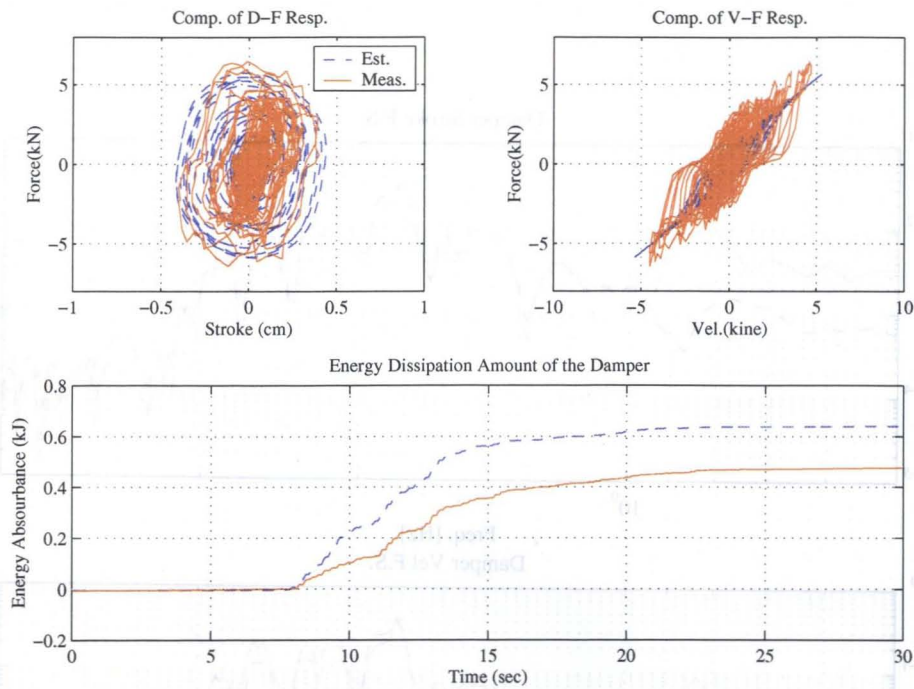 Comp. of D-F Resp.
Force(kN)
5
0
-5
-1
-0.5
0
0.5
1
Stroke (cm)
Est.
Meas.
Comp. of V-F Resp.
Force(kN)
5
0
-5
-10
-5
0
5
10
Vel.(kine)
Energy Dissipation Amount of the Damper
Energy Absourbance (kJ)
0.8
0.6
0.4
0.2
0
-0.2
0
5
10
15
20
25
30
Time (sec)